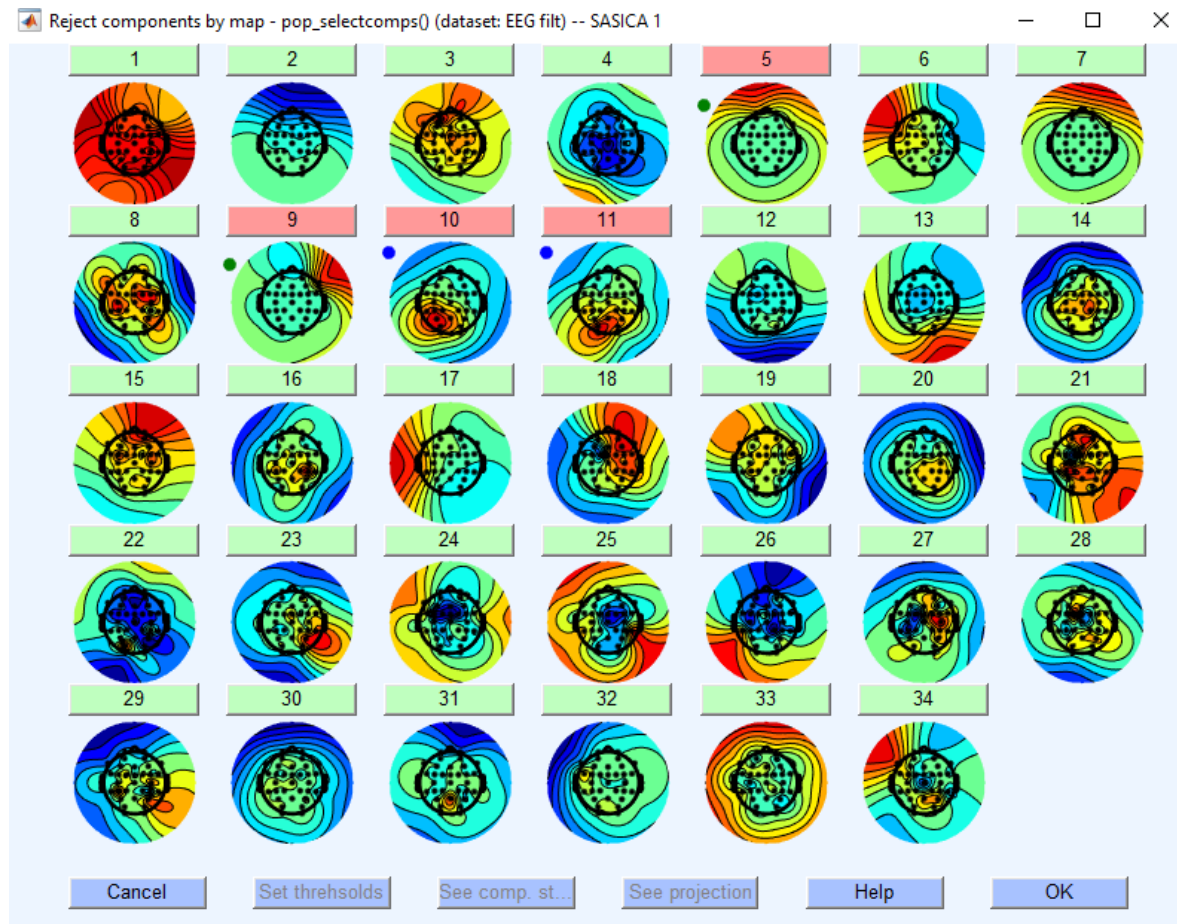 Reject components by map - pop_selectcomps() (dataset: EEG filt) -- SASICA 1
1 2 3 4 5 6 7
8 9 10 11 12 13 14
15 16 17 18 19 20 21
22 23 24 25 26 27 28
29 30 31 32 33 34
Cancel Set threhsolds See comp. st... See projection Help OK